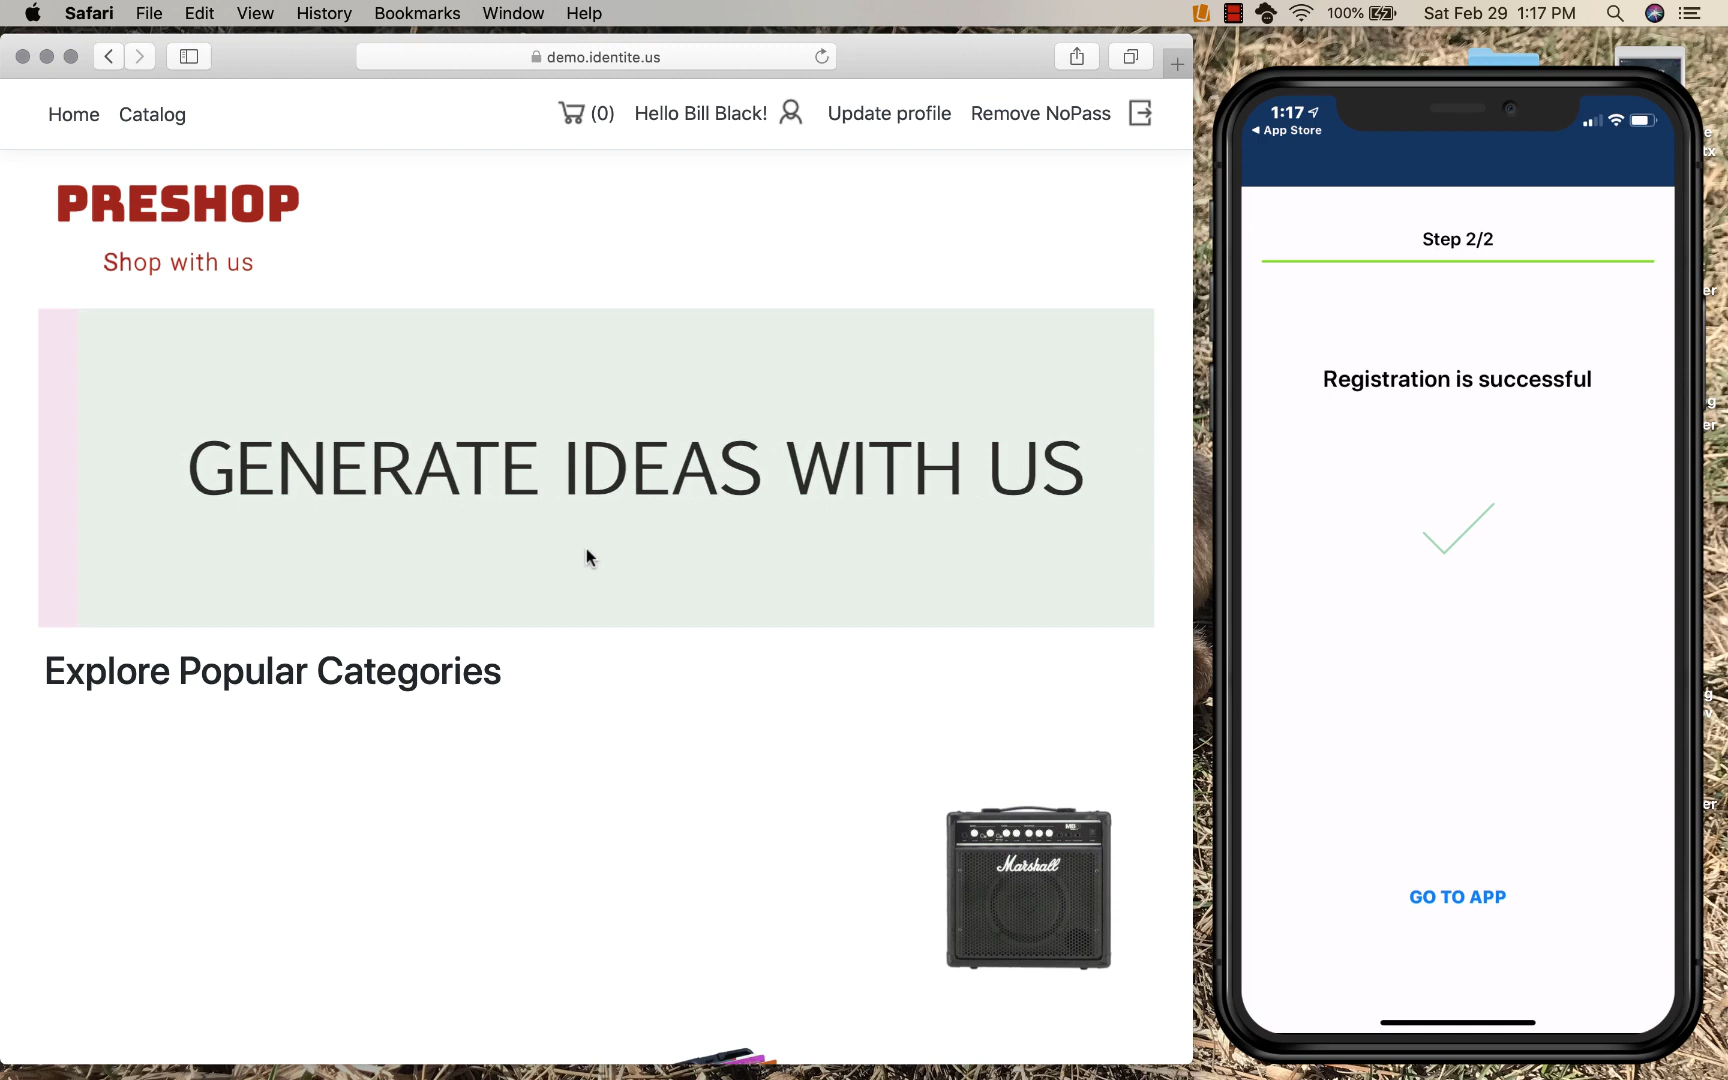 Safari File Edit View History Bookmarks Window Help
100% Sat Feb 29 1:17 PM
demo.identite.us
Home Catalog (0) Hello Bill Black! Update profile Remove NoPass
PRESHOP
Shop with us
GENERATE IDEAS WITH US
Explore Popular Categories
Marshall
1:17
App Store
Step 2/2
Registration is successful
GO TO APP